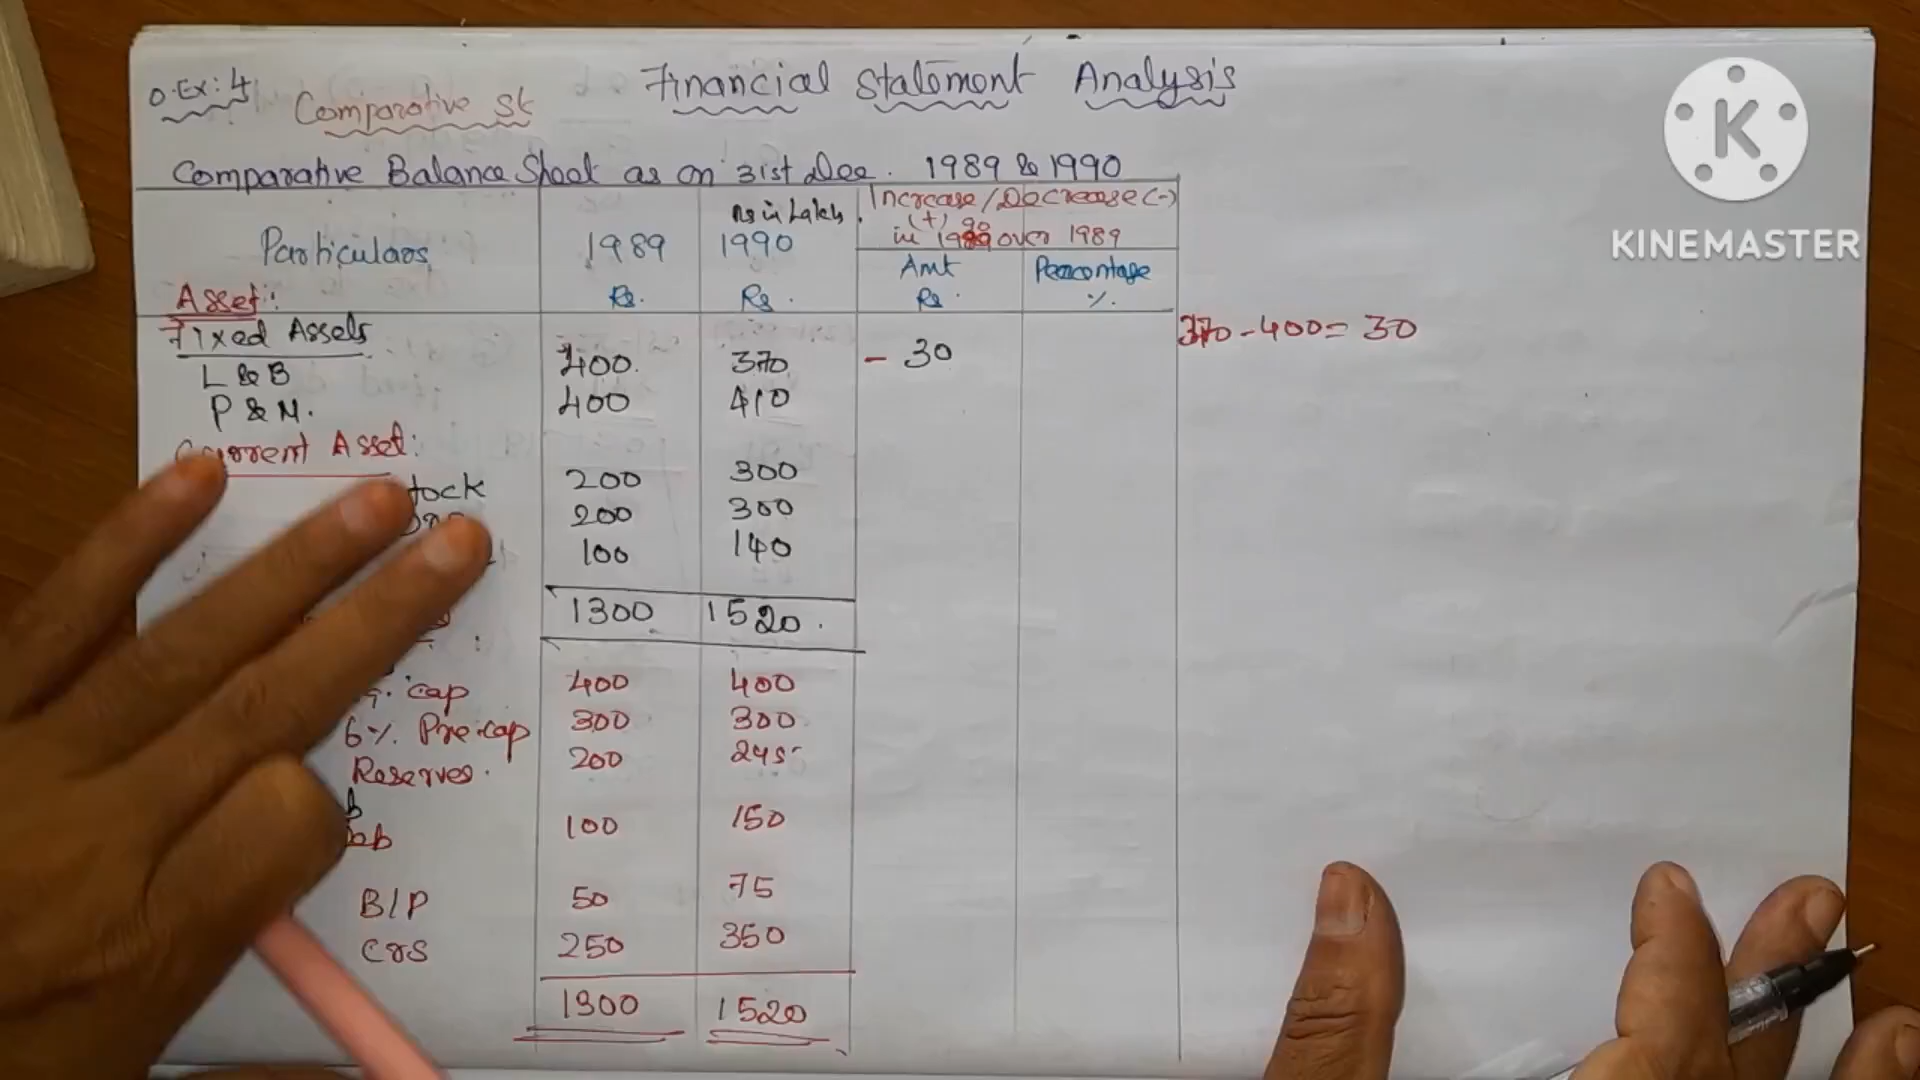 O.Ex: 4
Comparative St
Financial Statement Analysis
Comparative Balance Sheet as on 31st Dec. 1989 & 1990
Particulars 1989 Rs. Rs in Lakhs. 1990 Rs. Increase/Decrease(-)
(+) 90
in 1990 over 1989
Amt Rs. Percentage %.
Asset:
Fixed Assets
L & B 400. 370 - 30 370 - 400 = 30
P & M. 400 410
Current Asset:
tock 200 300
200 300
100 140
1300 1520.
cap 400 400
6%. Pre.cap 300 300
Reserves. 200 245
100 150
B/P 50 75
Crs 250 350
1300 1520
K
KINEMASTER